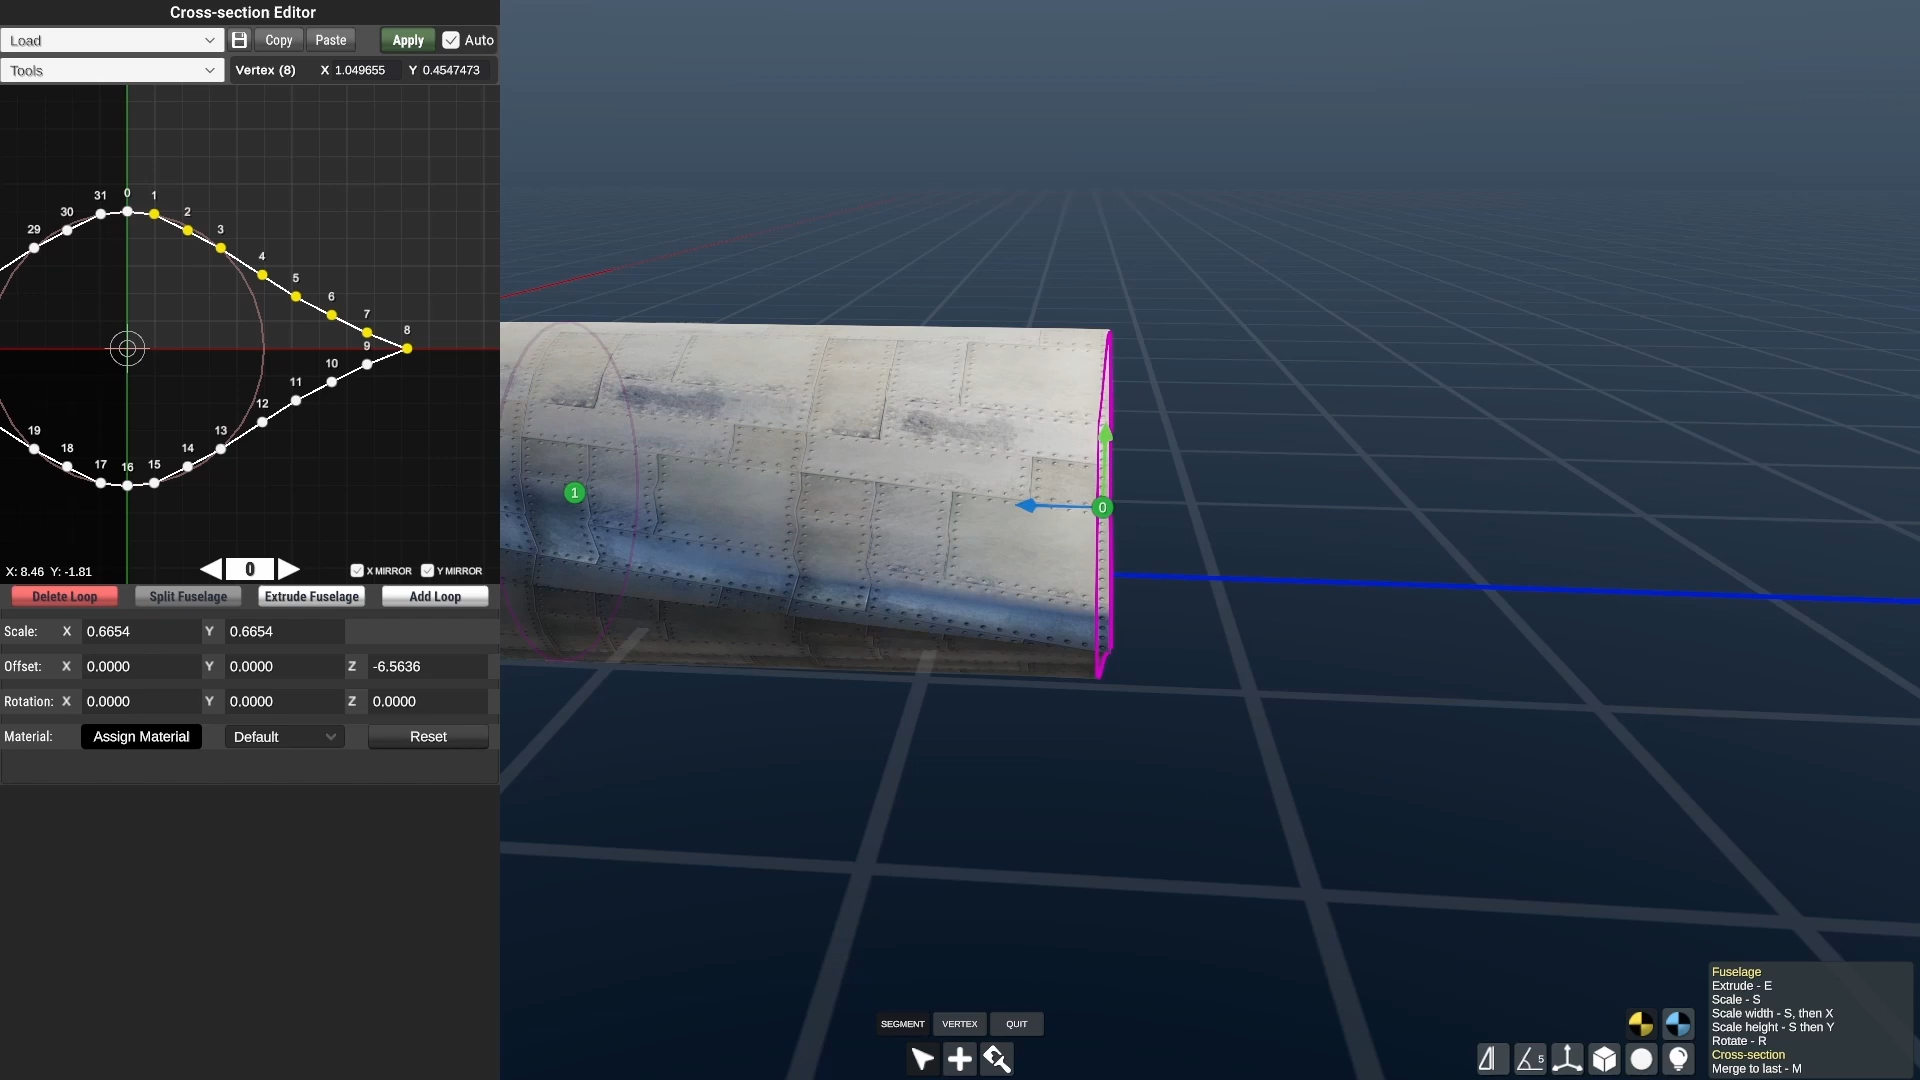 Cross-section Editor
Load
Copy
Paste
Apply
Auto
Tools
Vertex (8) X 1.049655 Y 0.4547473
31 0 1
30 2
29 3
4
5
6
7
8
9
10
11
12
19 13
18 14
17 16 15
X: 8.46 Y: -1.81
0
X MIRROR
Y MIRROR
Delete Loop
Split Fuselage
Extrude Fuselage
Add Loop
Scale: X 0.6654 Y 0.6654
Offset: X 0.0000 Y 0.0000 Z -6.5636
Rotation: X 0.0000 Y 0.0000 Z 0.0000
Material: Assign Material Default Reset
1
0
SEGMENT VERTEX QUIT
5
Fuselage
Extrude - E
Scale - S
Scale width - S, then X
Scale height - S then Y
Rotate - R
Cross-section
Merge to last - M